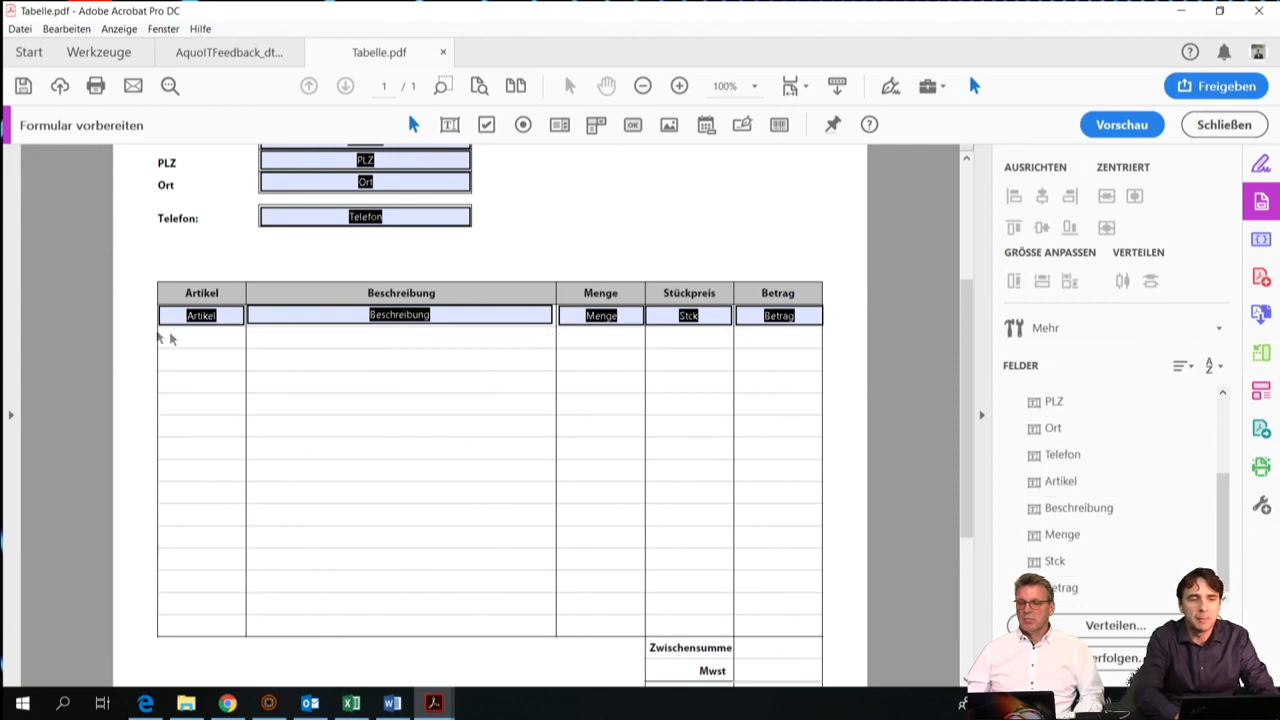 Tabelle.pdf - Adobe Acrobat Pro DC
Datei Bearbeiten Anzeige Fenster Hilfe
Start Werkzeuge AquoITFeedback_dt... Tabelle.pdf ×
1 / 1 100% Freigeben
Formular vorbereiten OK Vorschau Schließen
PLZ PLZ
Ort Ort
Telefon: Telefon
Artikel Beschreibung Menge Stückpreis Betrag
Artikel Beschreibung Menge Stck Betrag
Zwischensumme
Mwst
AUSRICHTEN ZENTRIERT
GRÖSSE ANPASSEN VERTEILEN
Mehr
FELDER
PLZ
Ort
Telefon
Artikel
Beschreibung
Menge
Stck
etrag
Verteilen...
erfolgen...